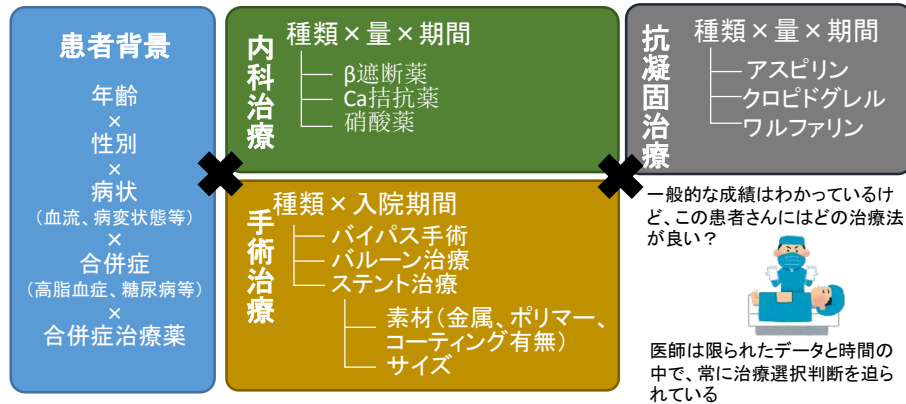 患者背景
年齢
×
性別
×
病状
(血流、病変状態等)
×
合併症
(高脂血症、糖尿病等)
×
合併症治療薬
内科治療
種類×量×期間
β遮断薬
Ca拮抗薬
硝酸薬
手術治療
種類×入院期間
バイパス手術
バルーン治療
ステント治療
素材(金属、ポリマー、
コーティング有無)
サイズ
抗凝固治療
種類×量×期間
アスピリン
クロピドグレル
ワルファリン
一般的な成績はわかっているけ
ど、この患者さんにはどの治療法
が良い?
医師は限られたデータと時間の
中で、常に治療選択判断を迫ら
れている